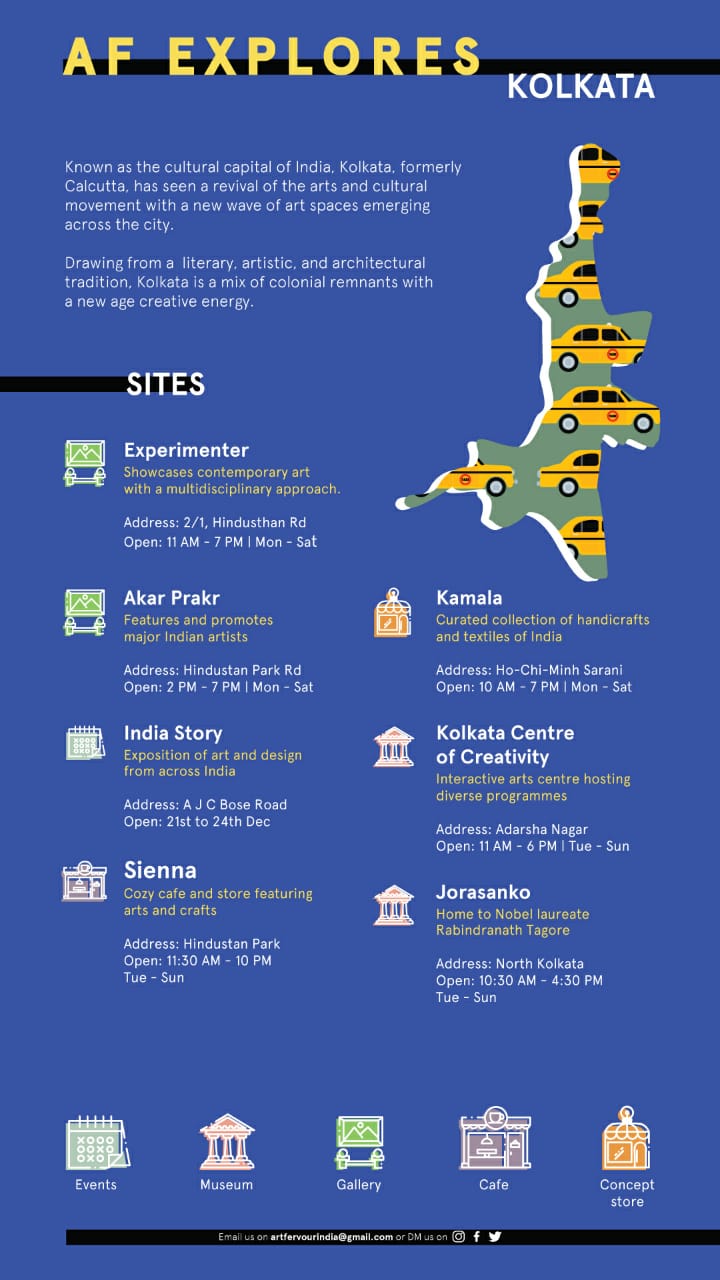 AF EXPLORES
KOLKATA
Known as the cultural capital of India, Kolkata, formerly
Calcutta, has seen a revival of the arts and cultural
movement with a new wave of art spaces emerging
across the city.
Drawing from a literary, artistic, and architectural
tradition, Kolkata is a mix of colonial remnants with
a new age creative energy.
SITES
Experimenter
Showcases contemporary art
with a multidisciplinary approach.
Address: 2/1, Hindusthan Rd
Open: 11 AM - 7 PM | Mon - Sat
Akar Prakr
Features and promotes
major Indian artists
Address: Hindustan Park Rd
Open: 2 PM - 7 PM | Mon - Sat
India Story
Exposition of art and design
from across India
Address: A J C Bose Road
Open: 21st to 24th Dec
Sienna
Cozy cafe and store featuring
arts and crafts
Address: Hindustan Park
Open: 11:30 AM - 10 PM
Tue - Sun
Kamala
Curated collection of handicrafts
and textiles of India
Address: Ho-Chi-Minh Sarani
Open: 10 AM - 7 PM | Mon - Sat
Kolkata Centre
of Creativity
Interactive arts centre hosting
diverse programmes
Address: Adarsha Nagar
Open: 11 AM - 6 PM | Tue - Sun
Jorasanko
Home to Nobel laureate
Rabindranath Tagore
Address: North Kolkata
Open: 10:30 AM - 4:30 PM
Tue - Sun
Events
Museum
Gallery
Cafe
Concept
store
Email us on artfervourindia@gmail.com or DM us on